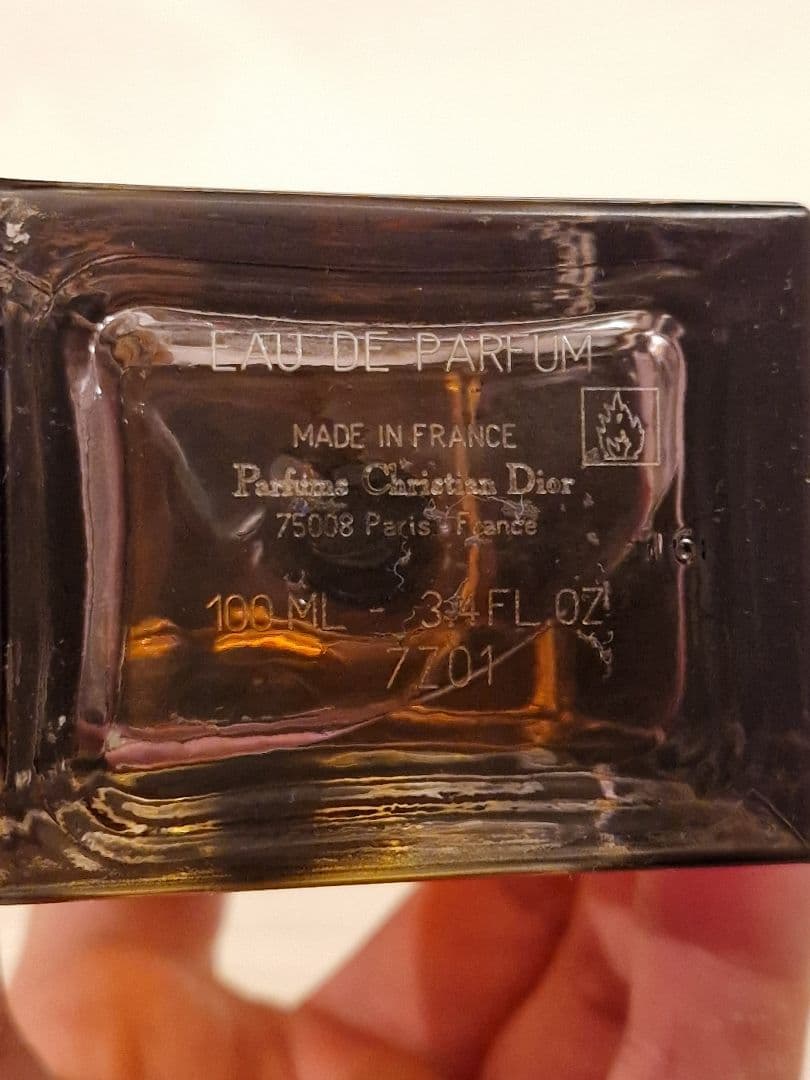 EAU DE PARFUM
MADE IN FRANCE
Parfums Christian Dior
75008 Paris France
100 ML - 3.4 FL.OZ
7Z01